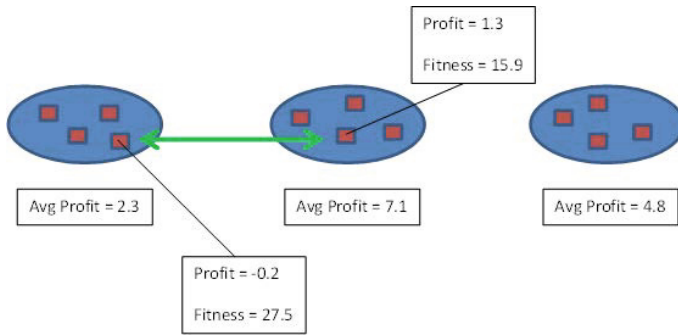 Profit = 1.3
Fitness = 15.9
Avg Profit = 2.3
Avg Profit = 7.1
Avg Profit = 4.8
Profit = -0.2
Fitness = 27.5